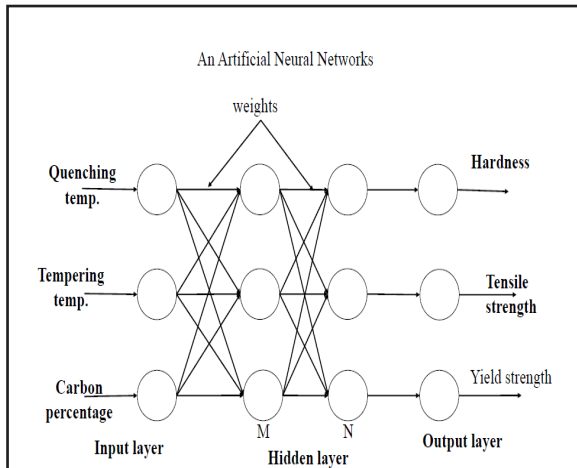 An Artificial Neural Networks
weights
Quenching
temp.
Hardness
Tempering
temp.
Tensile
strength
Carbon
percentage
Yield strength
M
N
Input layer
Hidden layer
Output layer